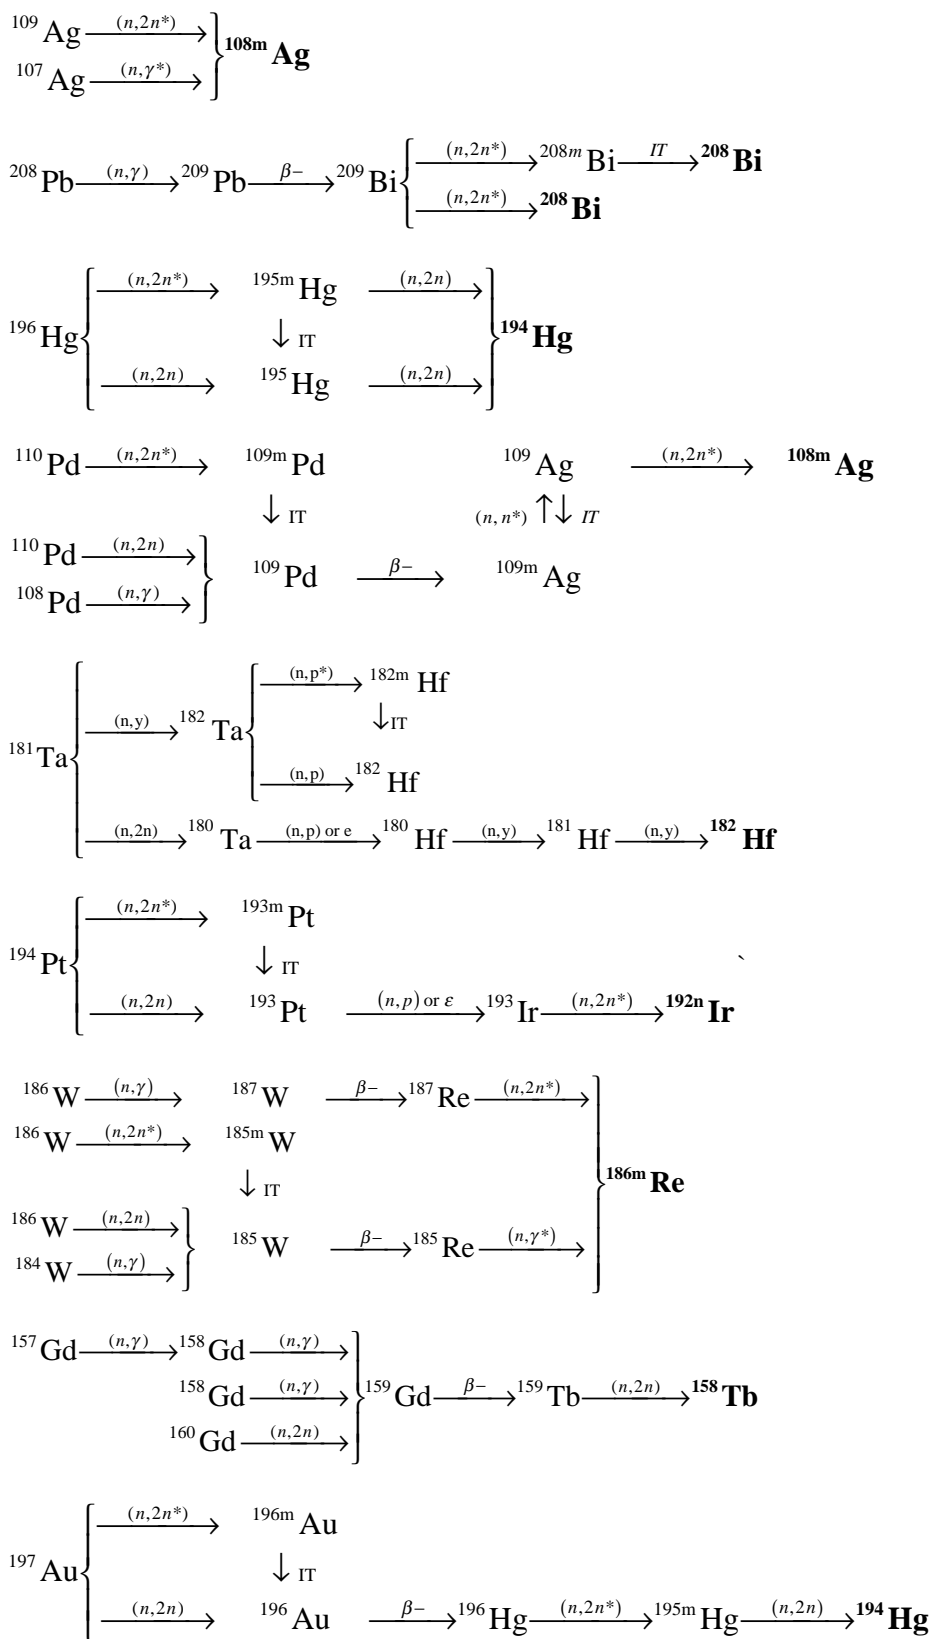 ¹⁰⁹Ag (n,2n*)→
¹⁰⁷Ag (n,γ*)→ } ¹⁰⁸ᵐAg
²⁰⁸Pb (n,γ)→ ²⁰⁹Pb β−→ ²⁰⁹Bi { (n,2n*)→ ²⁰⁸ᵐBi IT→ ²⁰⁸Bi
(n,2n*)→ ²⁰⁸Bi
¹⁹⁶Hg { (n,2n*)→ ¹⁹⁵ᵐHg (n,2n)→ } ¹⁹⁴Hg
↓ IT
(n,2n)→ ¹⁹⁵Hg (n,2n)→
¹¹⁰Pd (n,2n*)→ ¹⁰⁹ᵐPd ¹⁰⁹Ag (n,2n*)→ ¹⁰⁸ᵐAg
↓ IT (n,n*) ↑↓ IT
¹¹⁰Pd (n,2n)→
¹⁰⁸Pd (n,γ)→ } ¹⁰⁹Pd β−→ ¹⁰⁹ᵐAg
¹⁸¹Ta { (n,y)→ ¹⁸²Ta { (n,p*)→ ¹⁸²ᵐHf
↓IT
(n,p)→ ¹⁸²Hf
(n,2n)→ ¹⁸⁰Ta (n,p) or e→ ¹⁸⁰Hf (n,y)→ ¹⁸¹Hf (n,y)→ ¹⁸²Hf
¹⁹⁴Pt { (n,2n*)→ ¹⁹³ᵐPt
↓ IT `
(n,2n)→ ¹⁹³Pt (n,p) or ε→ ¹⁹³Ir (n,2n*)→ ¹⁹²ⁿIr
¹⁸⁶W (n,γ)→ ¹⁸⁷W β−→ ¹⁸⁷Re (n,2n*)→
¹⁸⁶W (n,2n*)→ ¹⁸⁵ᵐW
↓ IT } ¹⁸⁶ᵐRe
¹⁸⁶W (n,2n)→
¹⁸⁴W (n,γ)→ } ¹⁸⁵W β−→ ¹⁸⁵Re (n,γ*)→
¹⁵⁷Gd (n,γ)→ ¹⁵⁸Gd (n,γ)→
¹⁵⁸Gd (n,γ)→ } ¹⁵⁹Gd β−→ ¹⁵⁹Tb (n,2n)→ ¹⁵⁸Tb
¹⁶⁰Gd (n,2n)→
¹⁹⁷Au { (n,2n*)→ ¹⁹⁶ᵐAu
↓ IT
(n,2n)→ ¹⁹⁶Au β−→ ¹⁹⁶Hg (n,2n*)→ ¹⁹⁵ᵐHg (n,2n)→ ¹⁹⁴Hg